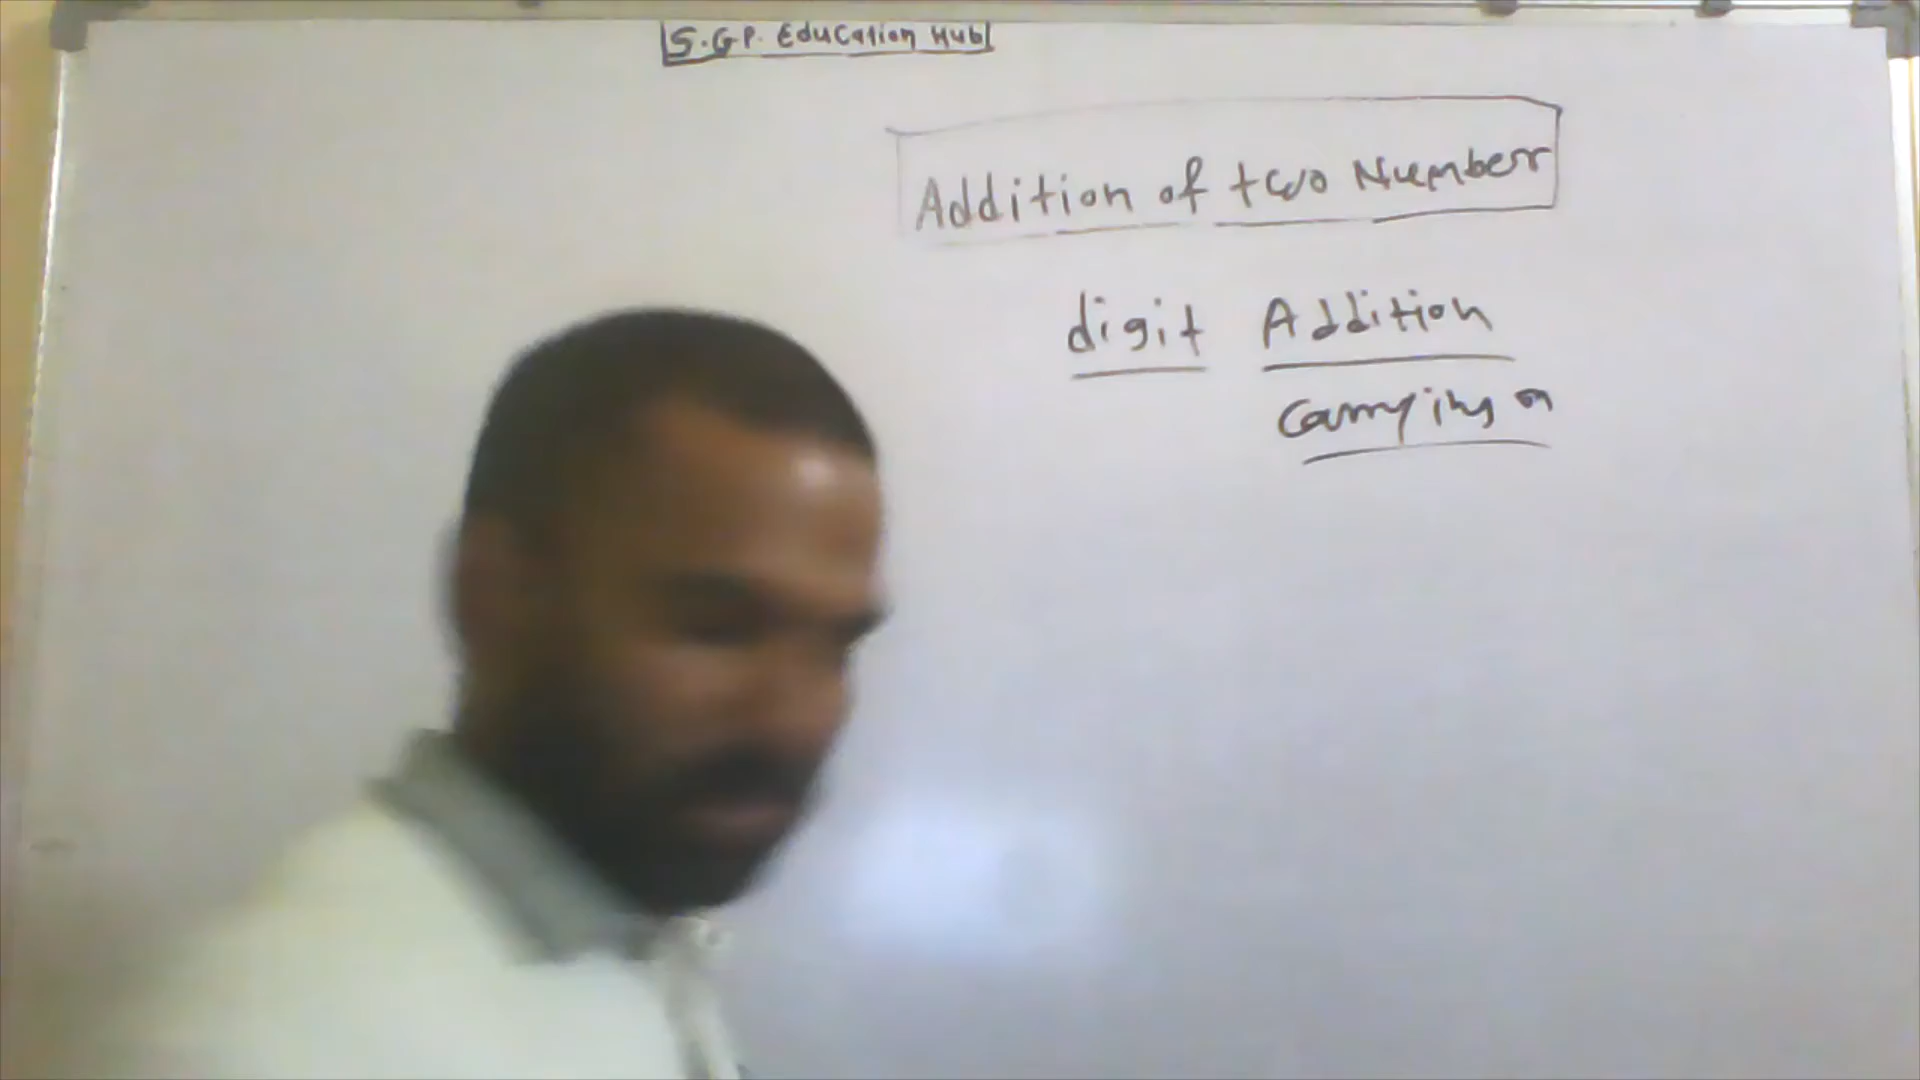 S.G.P. Education Hub
Addition of two Number
digit Addition
Carrying on